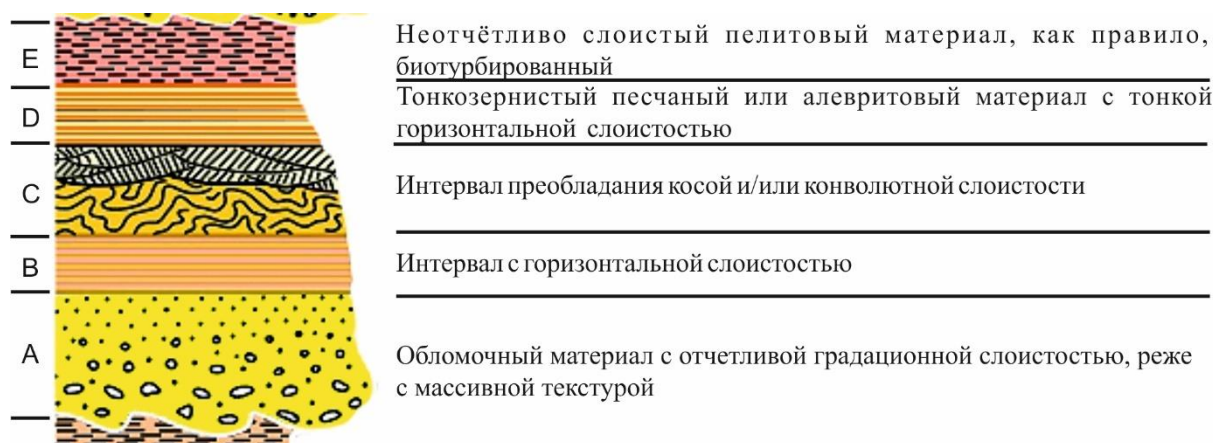 E
Неотчётливо слоистый пелитовый материал, как правило,
биотурбированный
D
Тонкозернистый песчаный или алевритовый материал с тонкой
горизонтальной слоистостью
C
Интервал преобладания косой и/или конволютной слоистости
B
Интервал с горизонтальной слоистостью
A
Обломочный материал с отчетливой градационной слоистостью, реже
с массивной текстурой